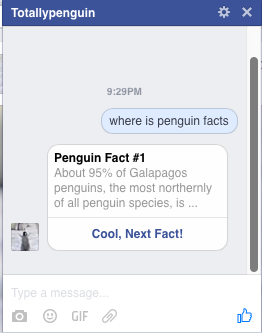 Totallypenguin
9:29PM
where is penguin facts
Penguin Fact #1
About 95% of Galapagos
penguins, the most northernly
of all penguin species, is ...
Cool, Next Fact!
Type a message...
GIF